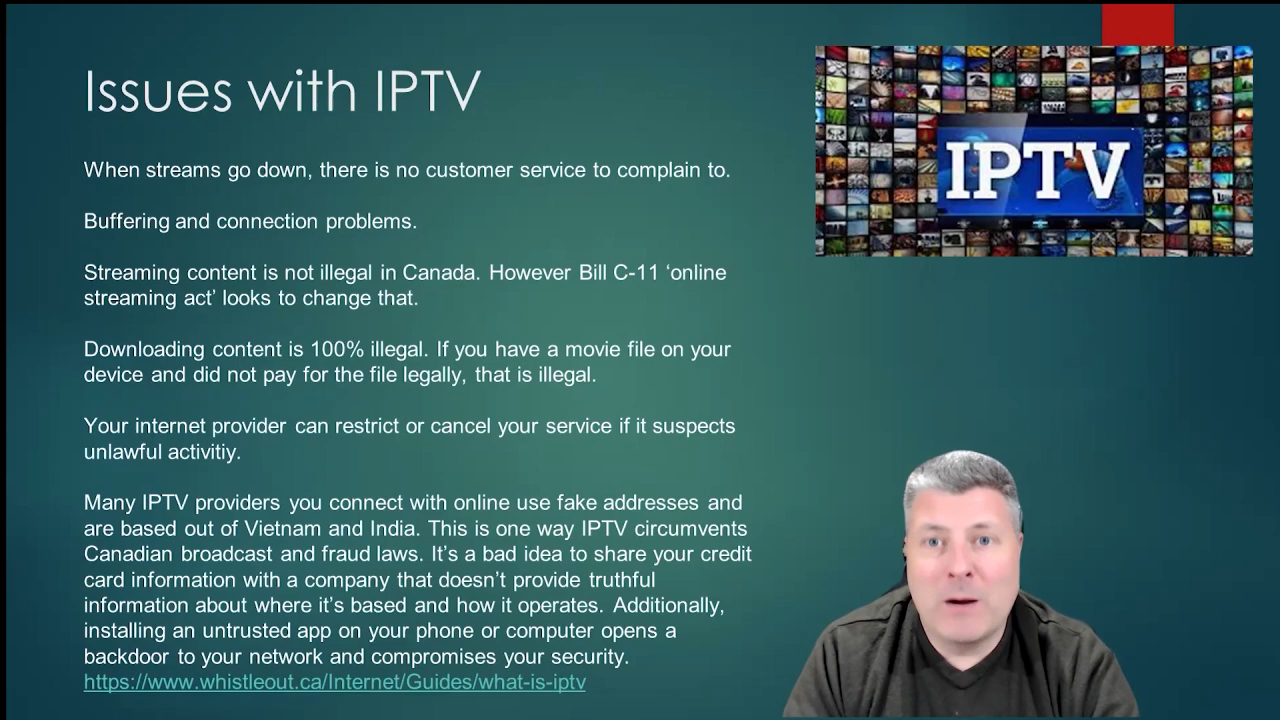 Issues with IPTV
IPTV
When streams go down, there is no customer service to complain to.
Buffering and connection problems.
Streaming content is not illegal in Canada. However Bill C-11 ‘online
streaming act’ looks to change that.
Downloading content is 100% illegal. If you have a movie file on your
device and did not pay for the file legally, that is illegal.
Your internet provider can restrict or cancel your service if it suspects
unlawful activitiy.
Many IPTV providers you connect with online use fake addresses and
are based out of Vietnam and India. This is one way IPTV circumvents
Canadian broadcast and fraud laws. It’s a bad idea to share your credit
card information with a company that doesn’t provide truthful
information about where it’s based and how it operates. Additionally,
installing an untrusted app on your phone or computer opens a
backdoor to your network and compromises your security.
https://www.whistleout.ca/Internet/Guides/what-is-iptv